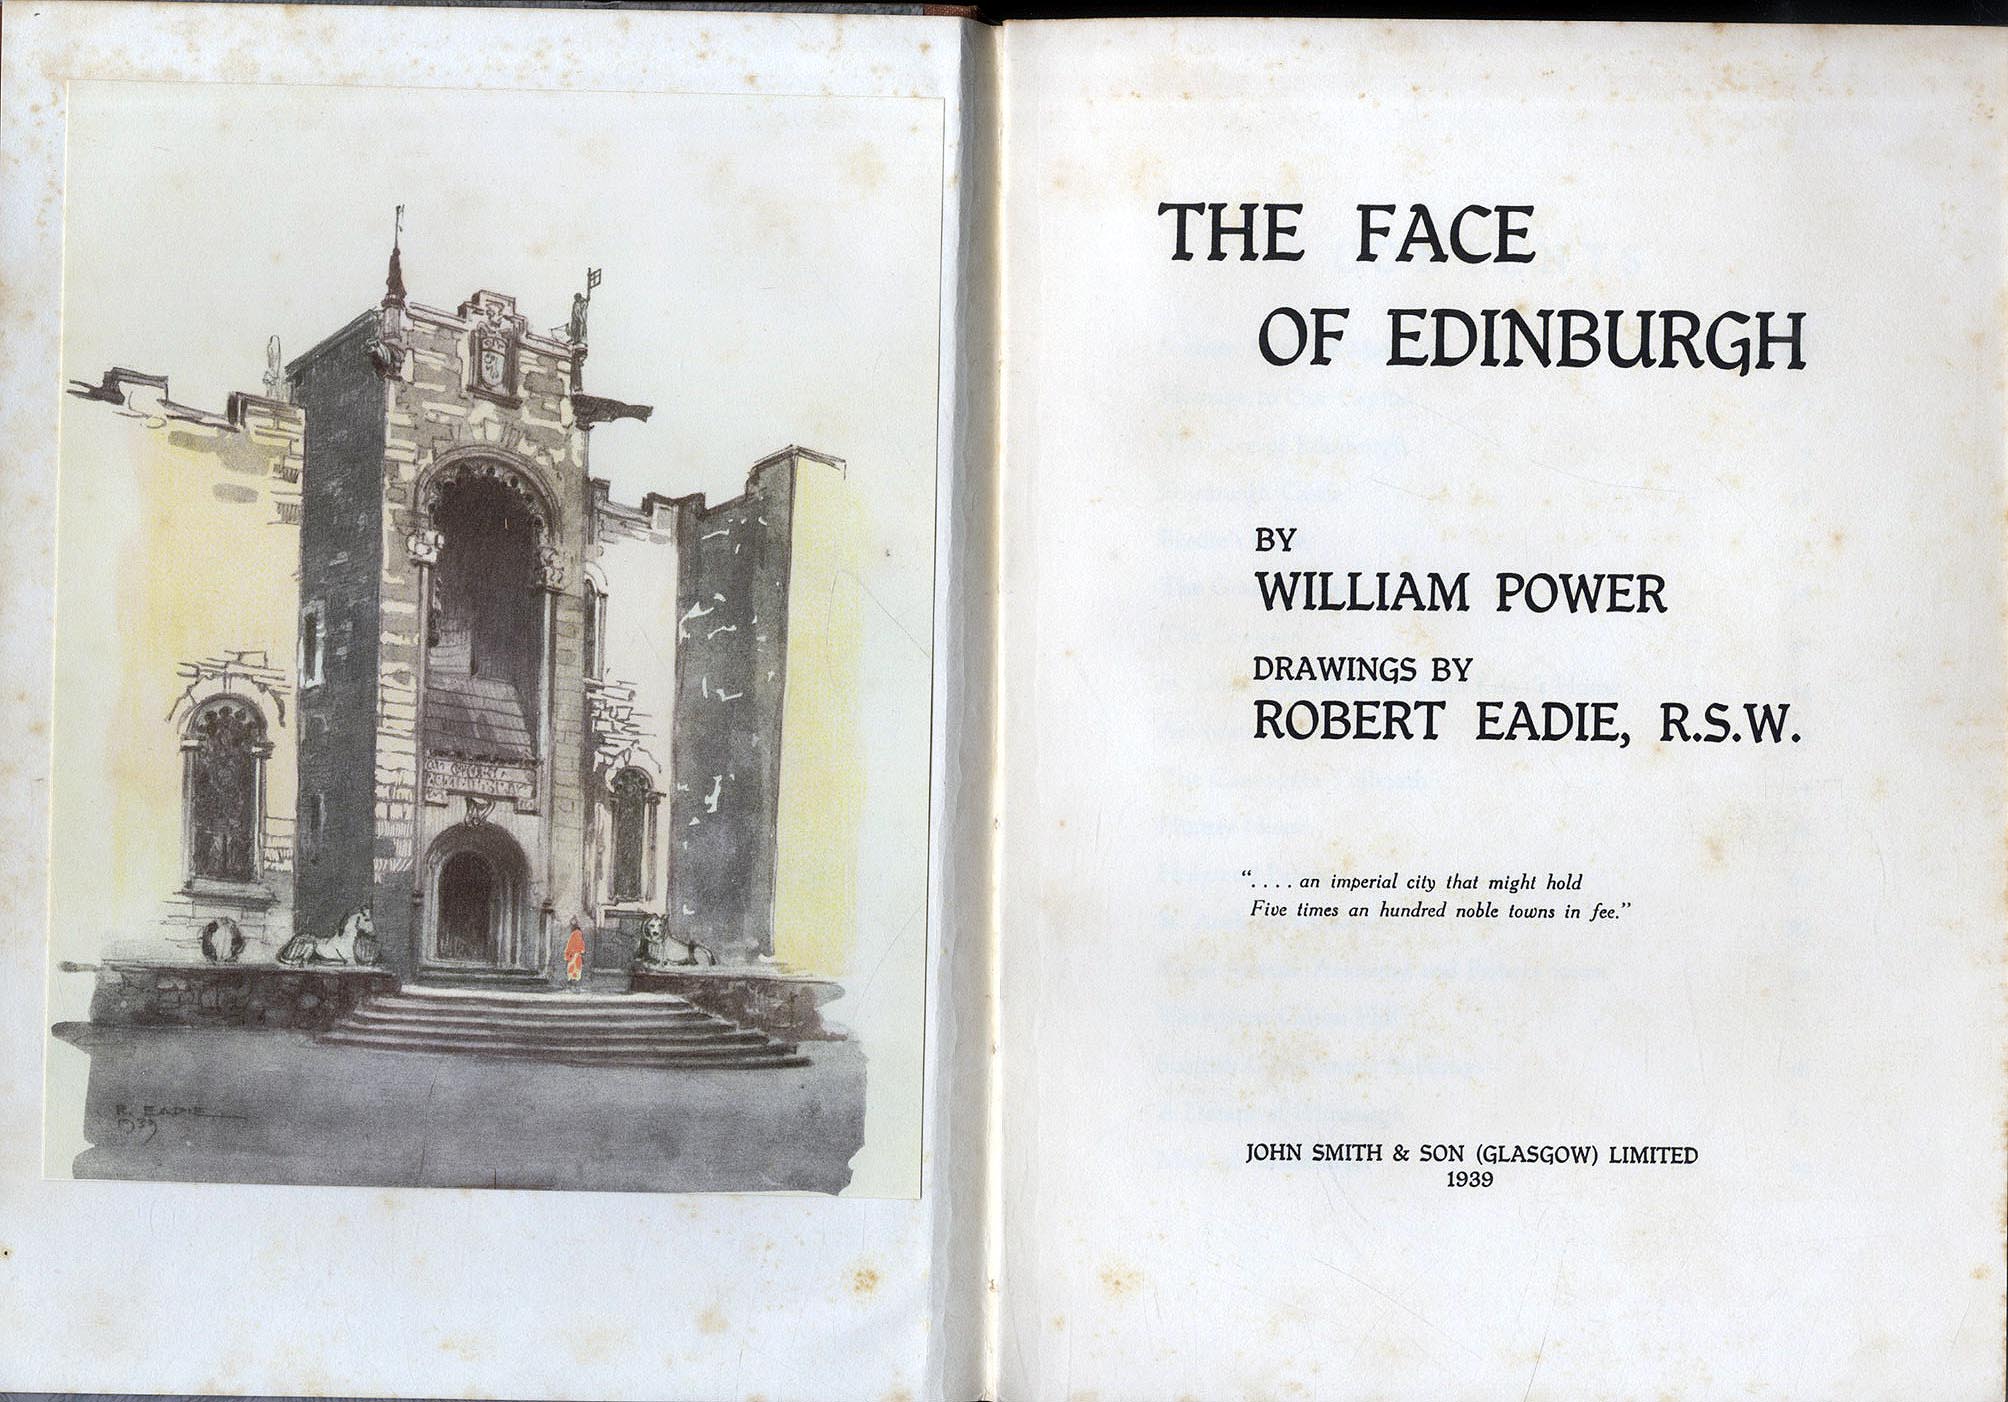 R. EADIE
1939
THE FACE
OF EDINBURGH
BY
WILLIAM POWER
DRAWINGS BY
ROBERT EADIE, R.S.W.
". . . . an imperial city that might hold
Five times an hundred noble towns in fee."
JOHN SMITH & SON (GLASGOW) LIMITED
1939